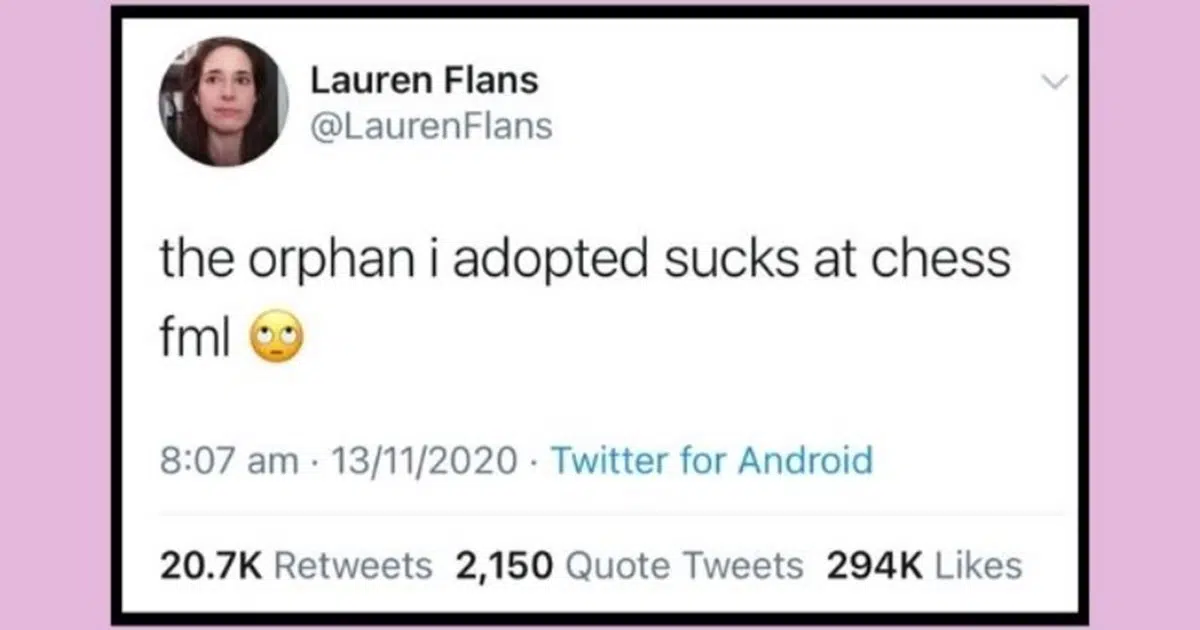 Lauren Flans
@LaurenFlans
the orphan i adopted sucks at chess
fml 🙄
8:07 am · 13/11/2020 · Twitter for Android
20.7K Retweets 2,150 Quote Tweets 294K Likes